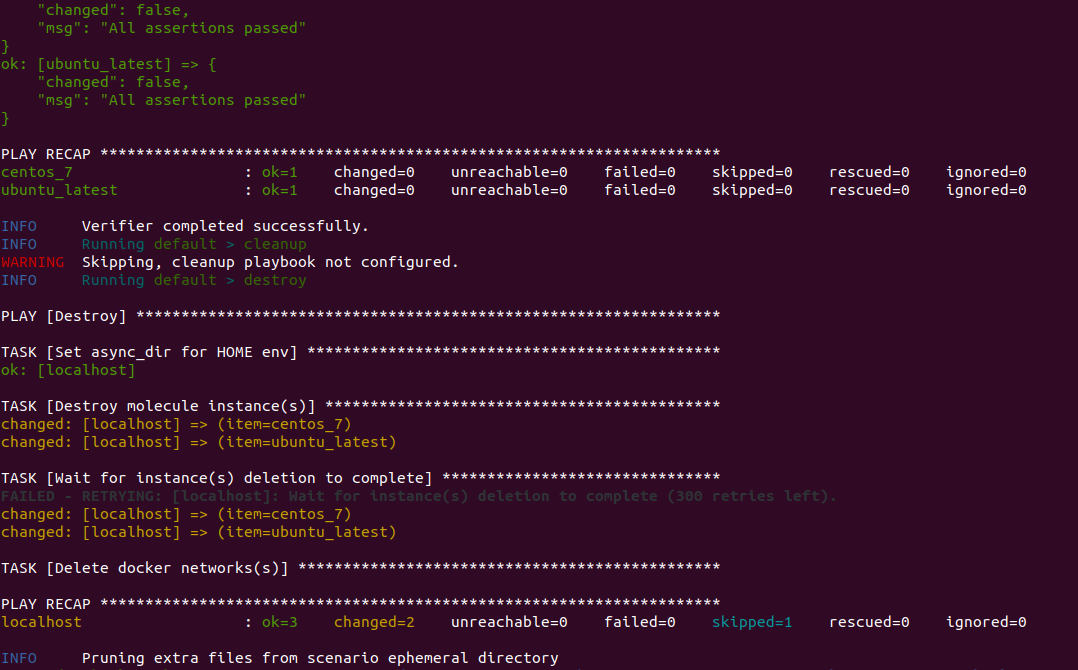 "changed": false,
    "msg": "All assertions passed"
}
ok: [ubuntu_latest] => {
    "changed": false,
    "msg": "All assertions passed"
}
PLAY RECAP *********************************************************************
centos_7                   : ok=1    changed=0    unreachable=0    failed=0    skipped=0    rescued=0    ignored=0
ubuntu_latest              : ok=1    changed=0    unreachable=0    failed=0    skipped=0    rescued=0    ignored=0
INFO     Verifier completed successfully.
INFO     Running default > cleanup
WARNING  Skipping, cleanup playbook not configured.
INFO     Running default > destroy
PLAY [Destroy] *****************************************************************
TASK [Set async_dir for HOME env] **********************************************
ok: [localhost]
TASK [Destroy molecule instance(s)] ********************************************
changed: [localhost] => (item=centos_7)
changed: [localhost] => (item=ubuntu_latest)
TASK [Wait for instance(s) deletion to complete] *******************************
FAILED - RETRYING: [localhost]: Wait for instance(s) deletion to complete (300 retries left).
changed: [localhost] => (item=centos_7)
changed: [localhost] => (item=ubuntu_latest)
TASK [Delete docker networks(s)] ***********************************************
PLAY RECAP *********************************************************************
localhost                  : ok=3    changed=2    unreachable=0    failed=0    skipped=1    rescued=0    ignored=0
INFO     Pruning extra files from scenario ephemeral directory